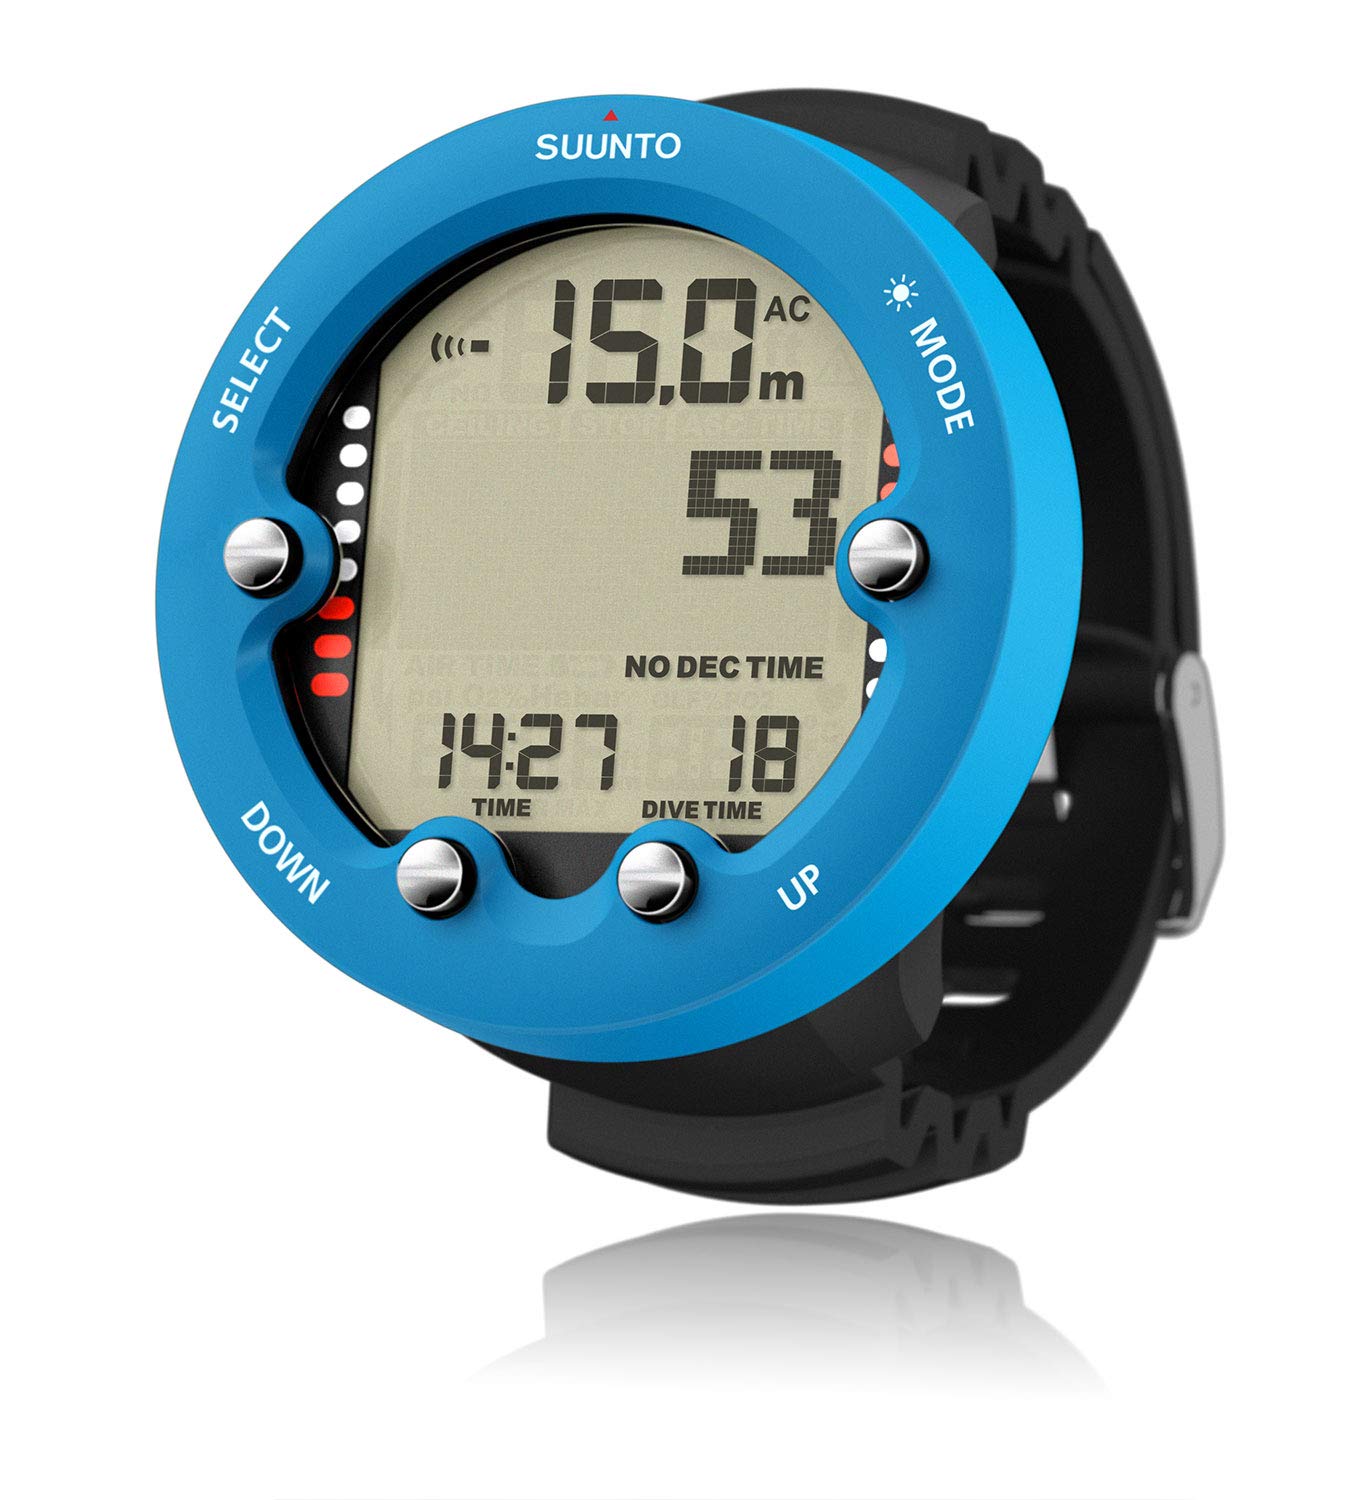 SUUNTO
SELECT
MODE
15,0 AC
m
53
NO DEC TIME
14:27 18
TIME DIVE TIME
DOWN
UP